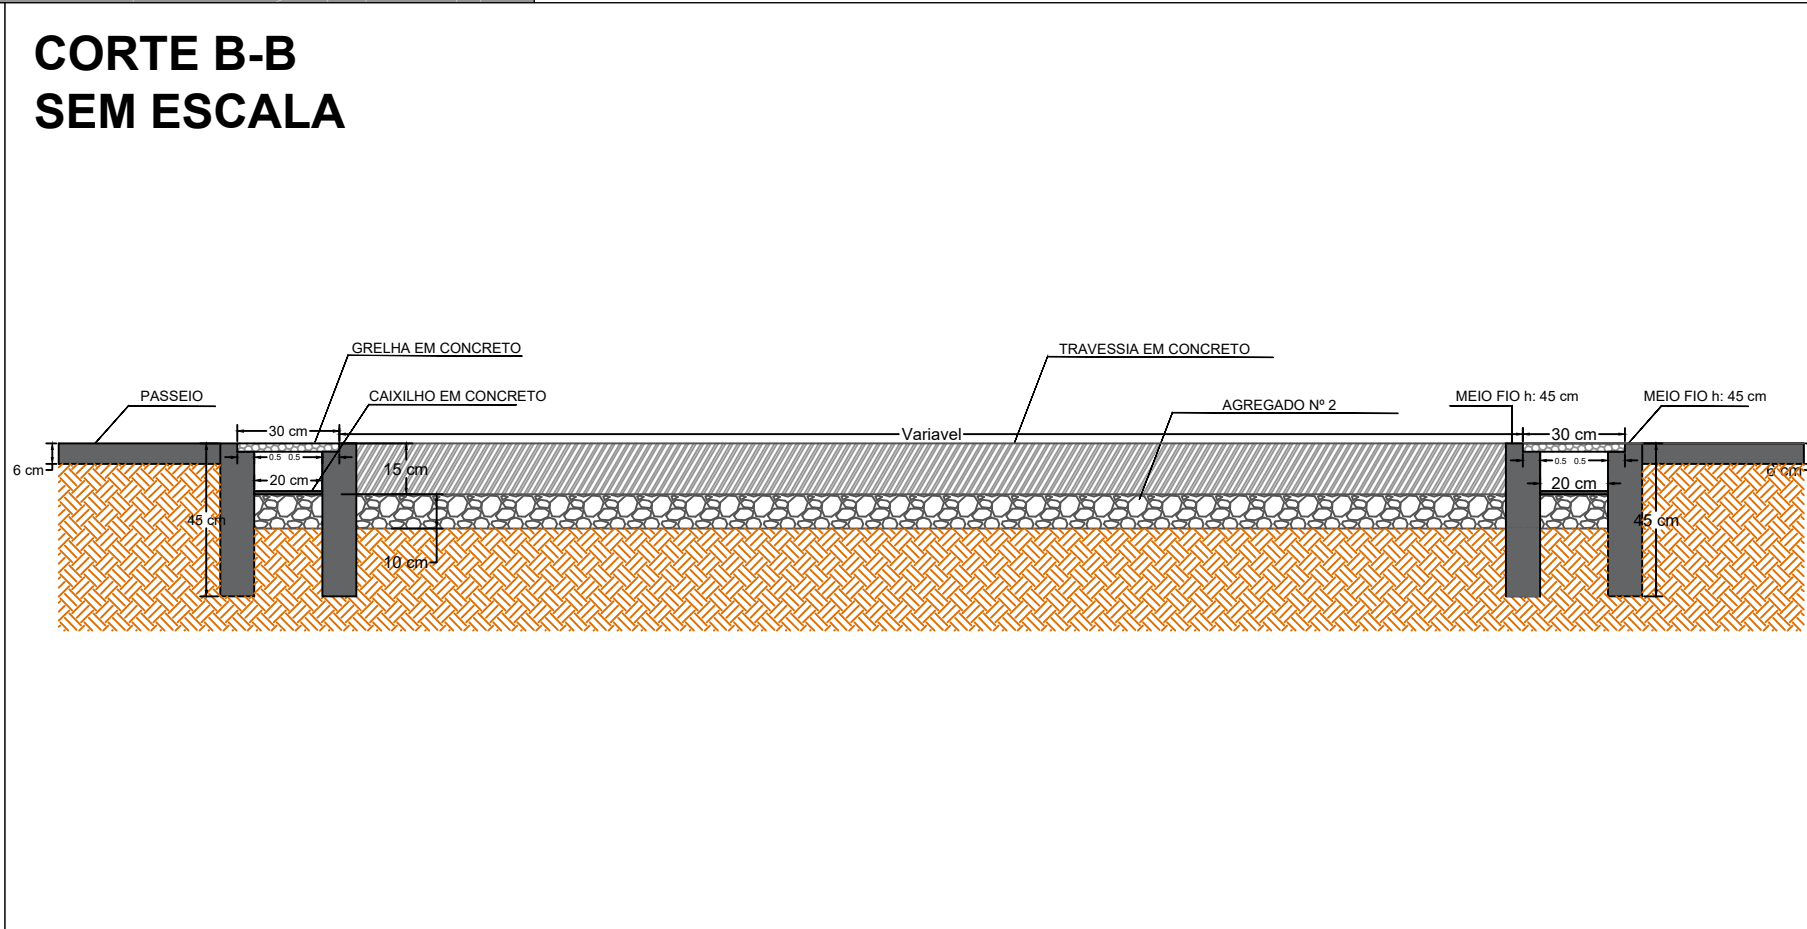 CORTE B-B
SEM ESCALA
GRELHA EM CONCRETO
TRAVESSIA EM CONCRETO
PASSEIO
CAIXILHO EM CONCRETO
AGREGADO Nº 2
MEIO FIO h: 45 cm
MEIO FIO h: 45 cm
30 cm
Variavel
30 cm
0.5 0.5
0.5 0.5
6 cm
15 cm
6 cm
20 cm
20 cm
45 cm
45 cm
10 cm